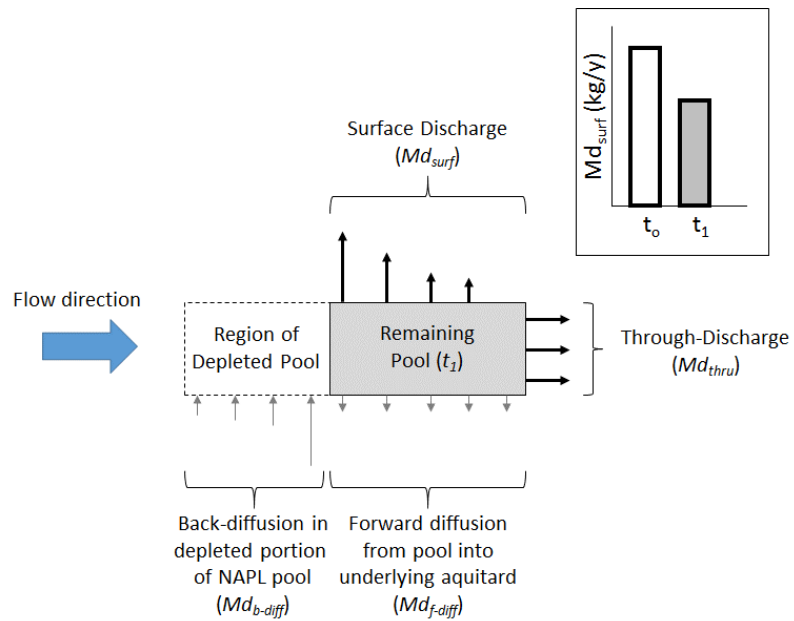 Md_surf (kg/y)
t_o
t_1
Surface Discharge
(Md_surf)
Flow direction
Region of
Depleted Pool
Remaining
Pool (t_1)
Through-Discharge
(Md_thru)
Back-diffusion in
depleted portion
of NAPL pool
(Md_b-diff)
Forward diffusion
from pool into
underlying aquitard
(Md_f-diff)